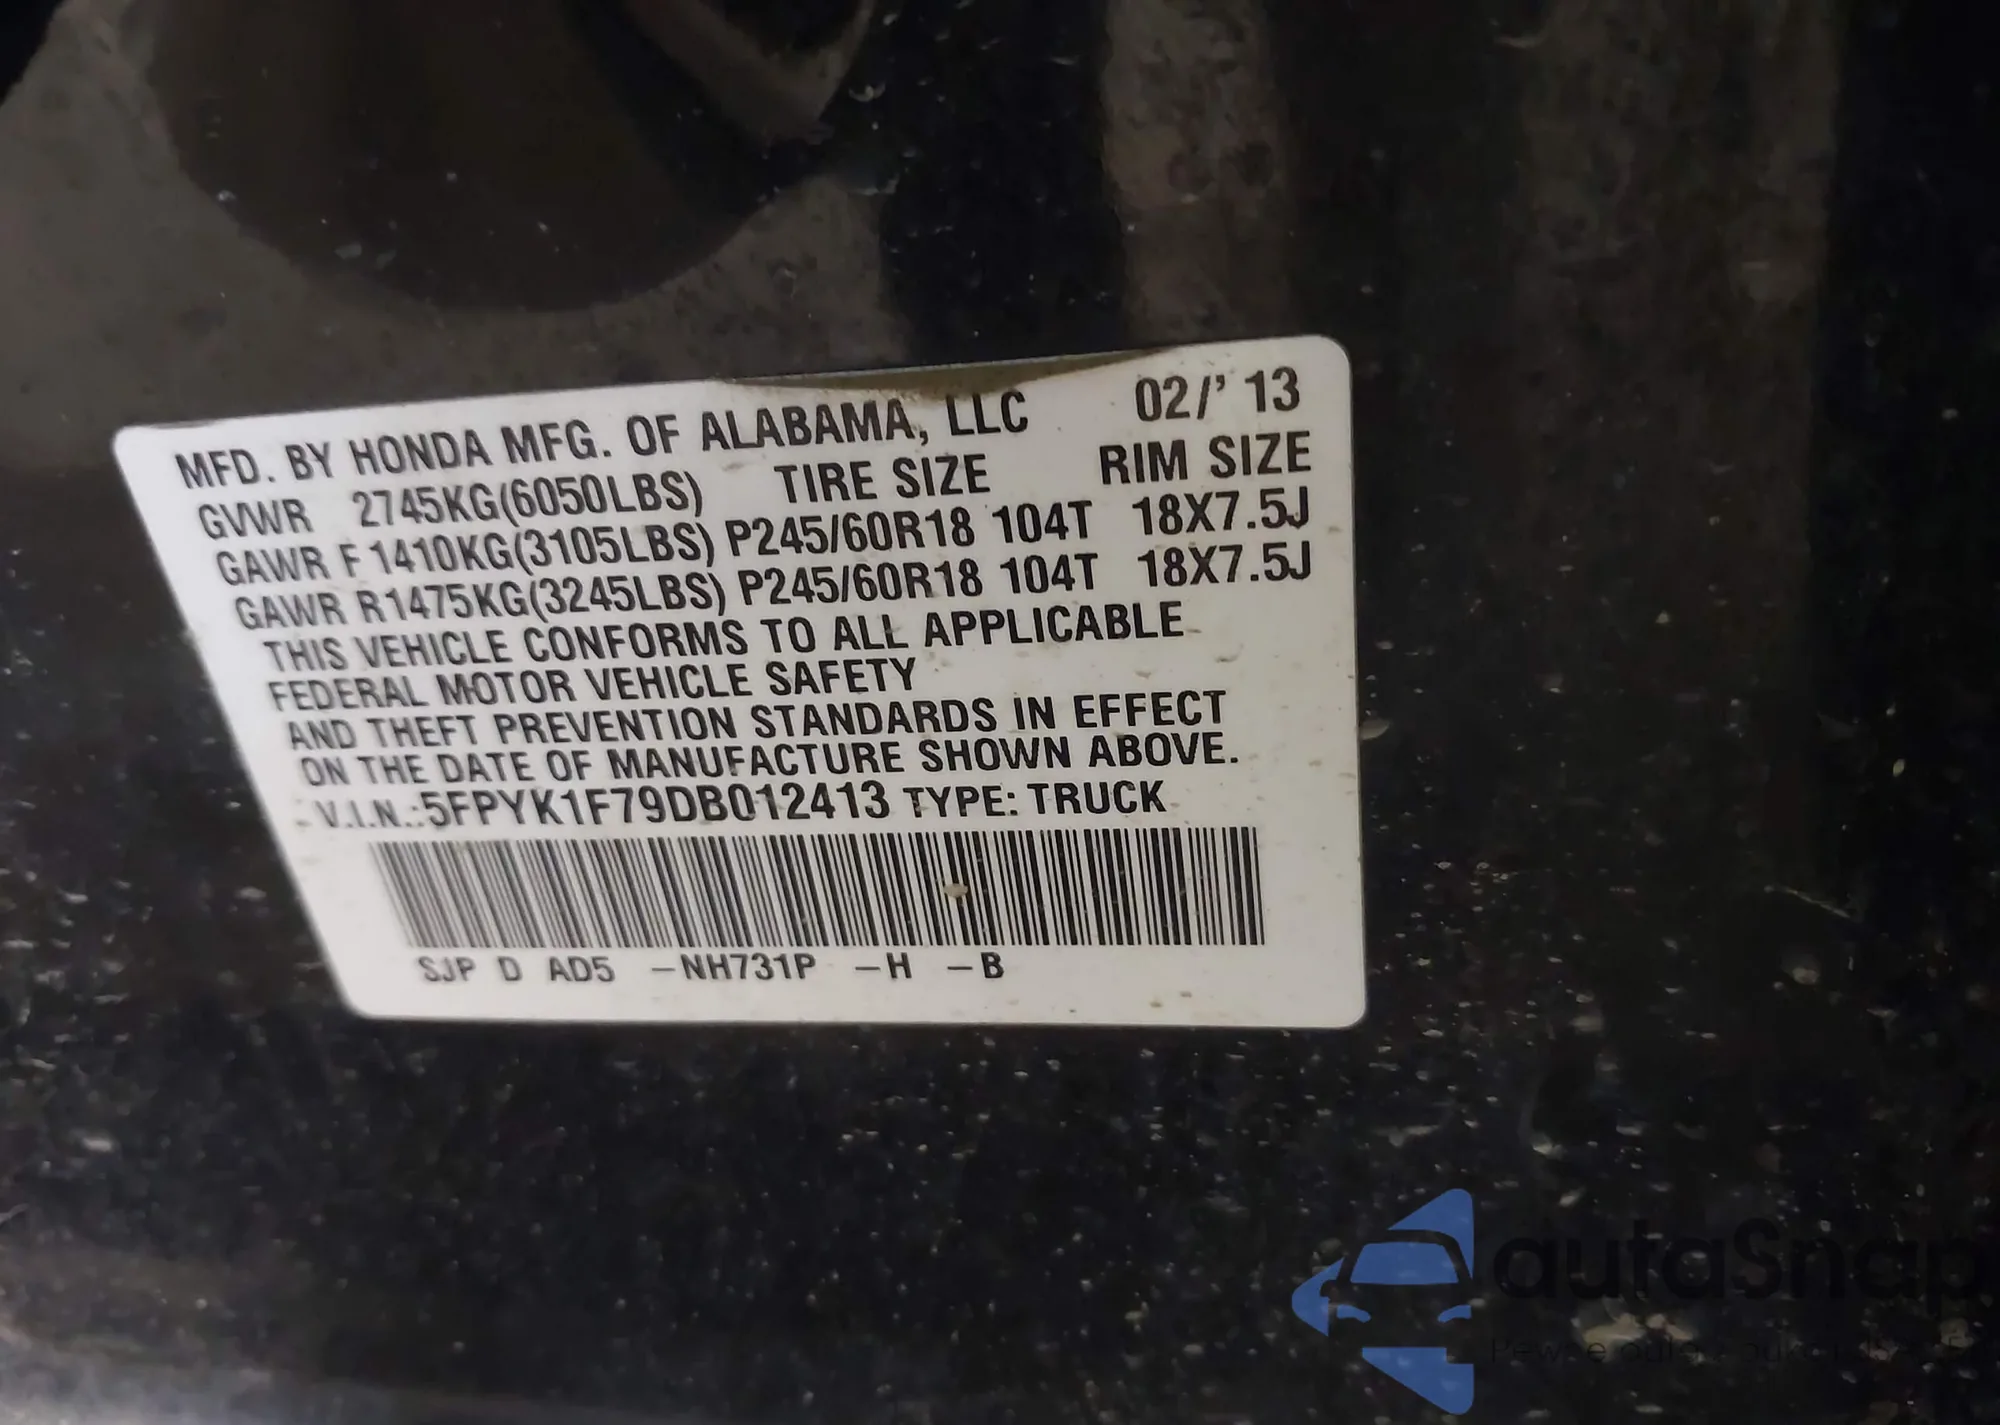 MFD. BY HONDA MFG. OF ALABAMA, LLC 02/' 13
GVWR 2745KG(6050LBS) TIRE SIZE RIM SIZE
GAWR F 1410KG(3105LBS) P245/60R18 104T 18X7.5J
GAWR R1475KG(3245LBS) P245/60R18 104T 18X7.5J
THIS VEHICLE CONFORMS TO ALL APPLICABLE
FEDERAL MOTOR VEHICLE SAFETY
AND THEFT PREVENTION STANDARDS IN EFFECT
ON THE DATE OF MANUFACTURE SHOWN ABOVE.
V.I.N.:5FPYK1F79DB012413 TYPE: TRUCK
SJP D AD5 -NH731P -H -B
autaSnap